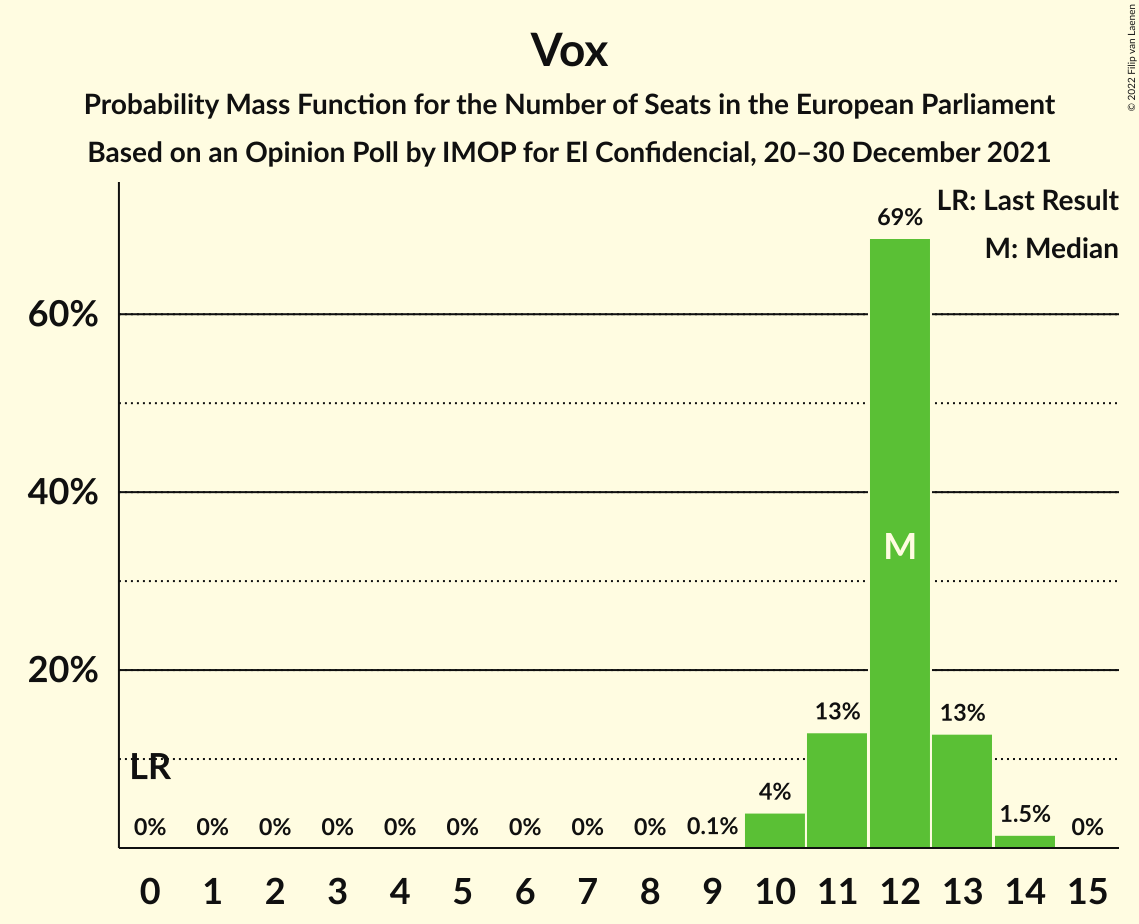 Vox
Probability Mass Function for the Number of Seats in the European Parliament
Based on an Opinion Poll by IMOP for El Confidencial, 20–30 December 2021
© 2022 Filip van Laenen
LR: Last Result
M: Median
60%
40%
20%
69%
M
13%
13%
LR
4%
1.5%
0% 0% 0% 0% 0% 0% 0% 0% 0% 0.1% 0%
0 1 2 3 4 5 6 7 8 9 10 11 12 13 14 15